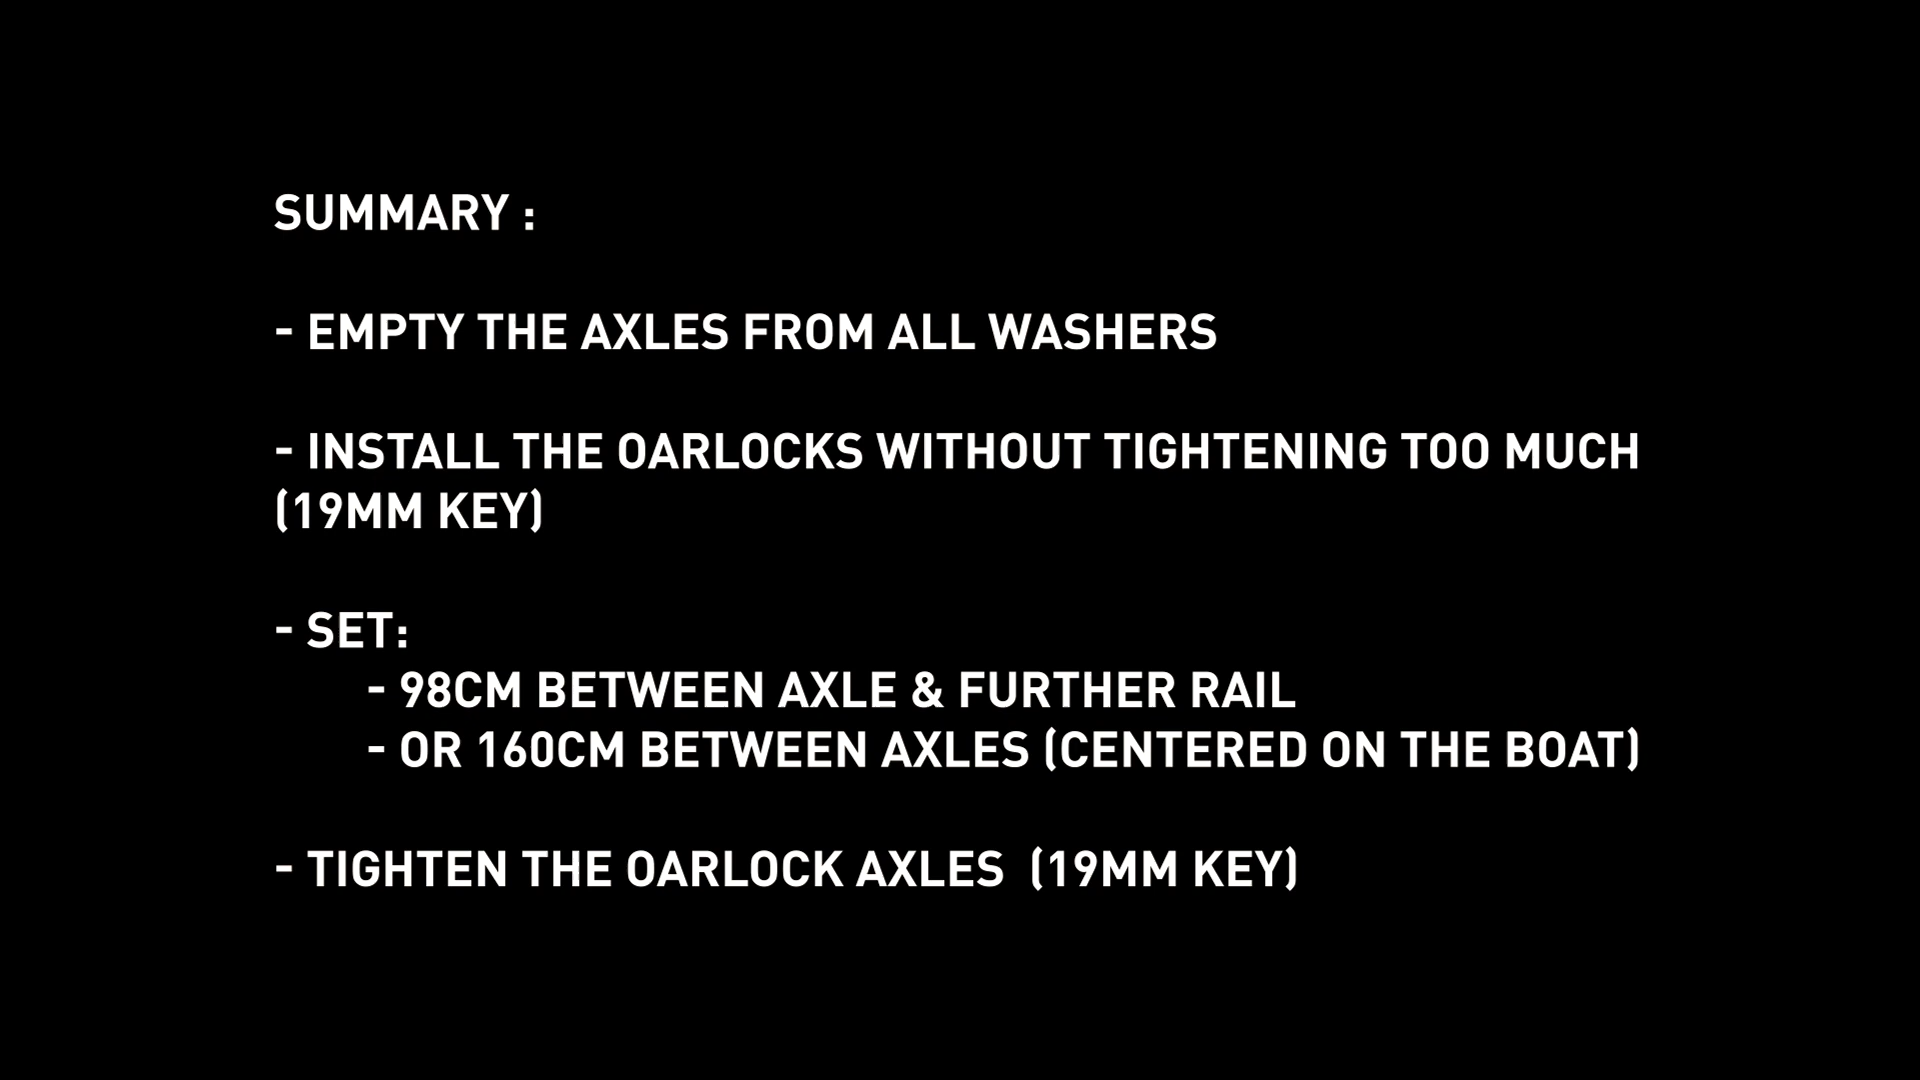 SUMMARY :
- EMPTY THE AXLES FROM ALL WASHERS
- INSTALL THE OARLOCKS WITHOUT TIGHTENING TOO MUCH
(19MM KEY)
- SET:
- 98CM BETWEEN AXLE & FURTHER RAIL
- OR 160CM BETWEEN AXLES (CENTERED ON THE BOAT)
- TIGHTEN THE OARLOCK AXLES  (19MM KEY)